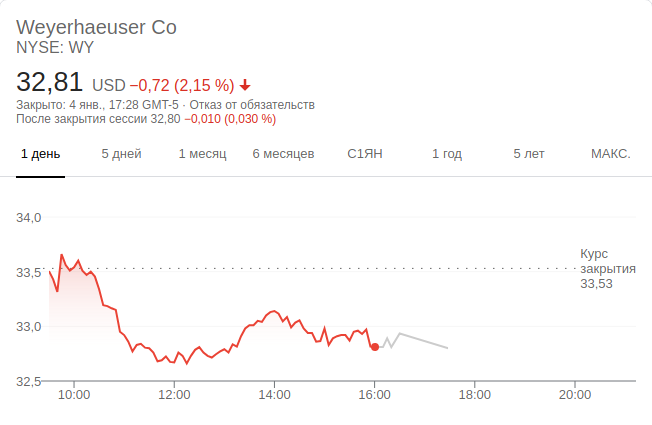 Weyerhaeuser Co
NYSE: WY
32,81 USD −0,72 (2,15 %)
Закрыто: 4 янв., 17:28 GMT-5 · Отказ от обязательств
После закрытия сессии 32,80 −0,010 (0,030 %)
1 день 5 дней 1 месяц 6 месяцев С1ЯН 1 год 5 лет МАКС.
34,0
33,5
33,0
32,5
Курс
закрытия
33,53
10:00 12:00 14:00 16:00 18:00 20:00